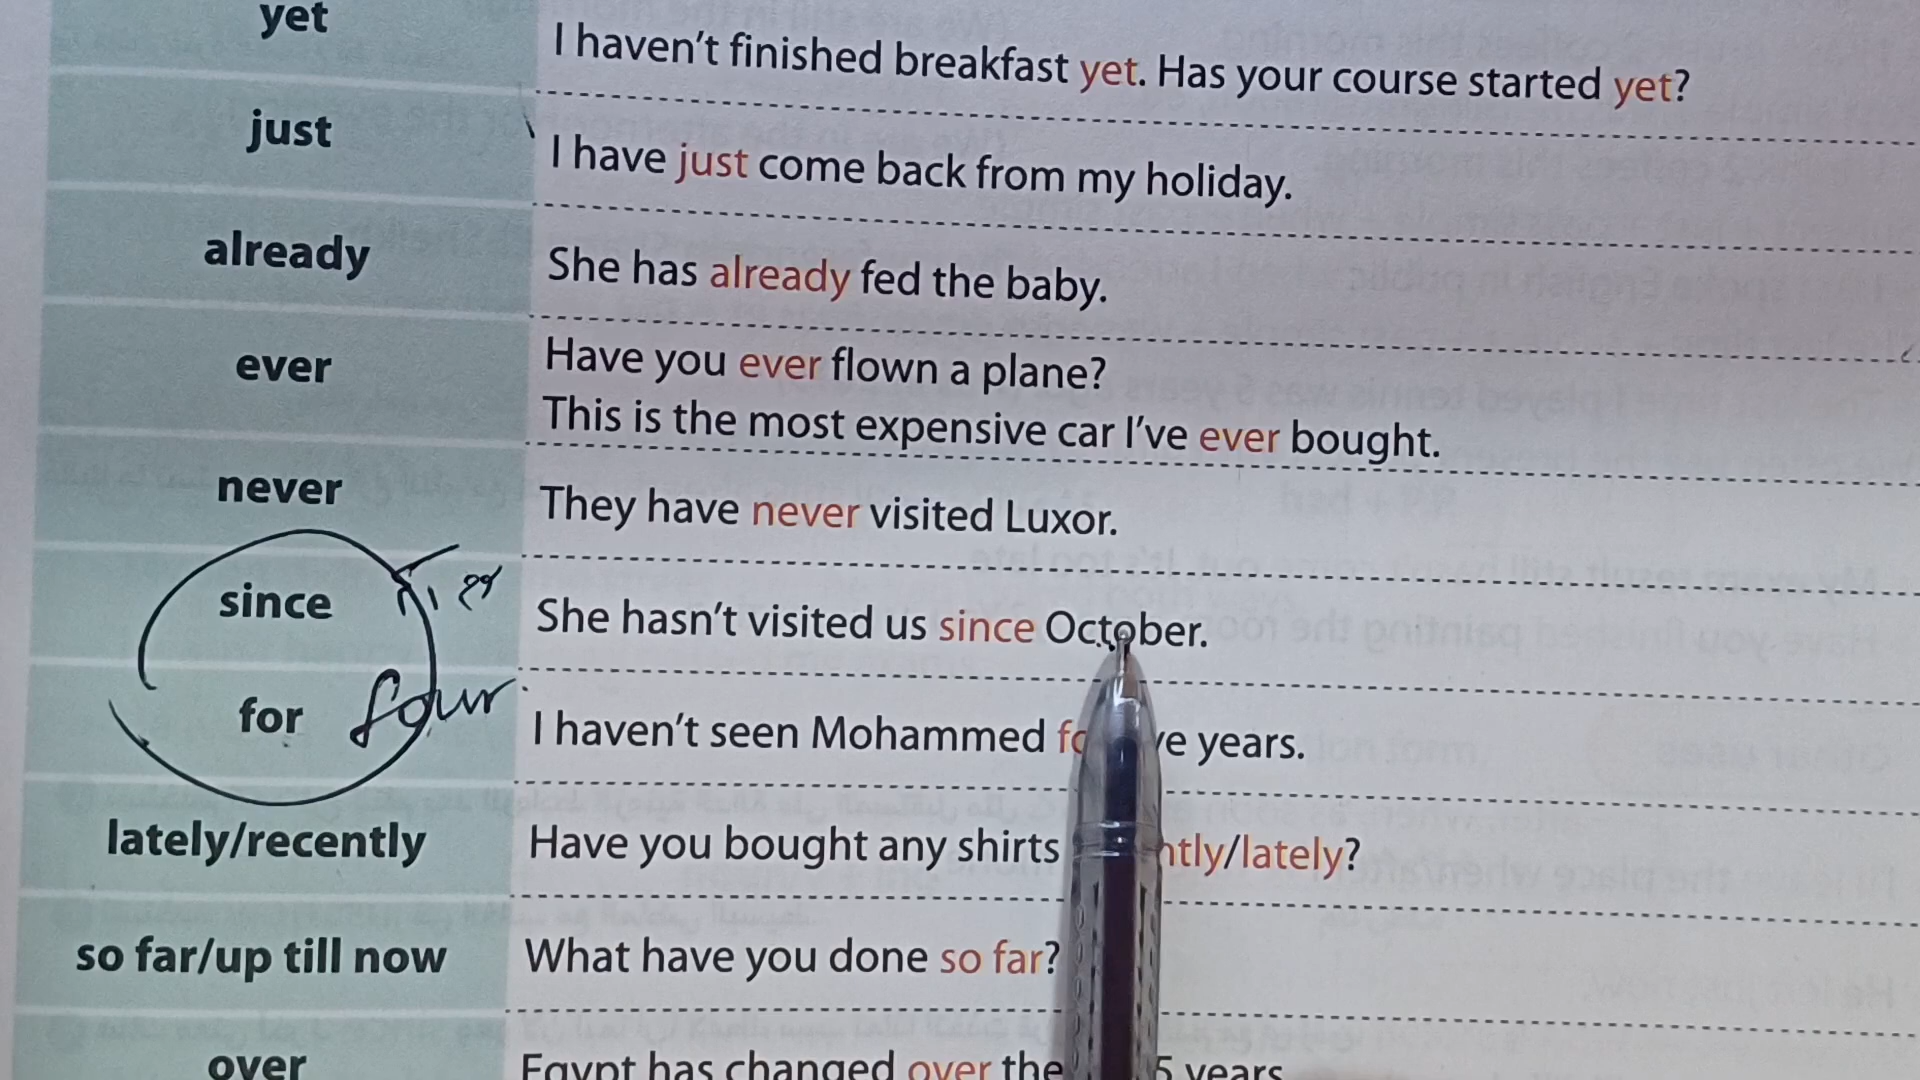 yet
I haven't finished breakfast yet. Has your course started yet?
just
I have just come back from my holiday.
already
She has already fed the baby.
ever
Have you ever flown a plane?
This is the most expensive car I've ever bought.
never
They have never visited Luxor.
since
She hasn't visited us since October.
for four
I haven't seen Mohammed years.
lately/recently
Have you bought any shirts /lately?
so far/up till now
What have you done so far?
over
Egypt has changed over the 5 years